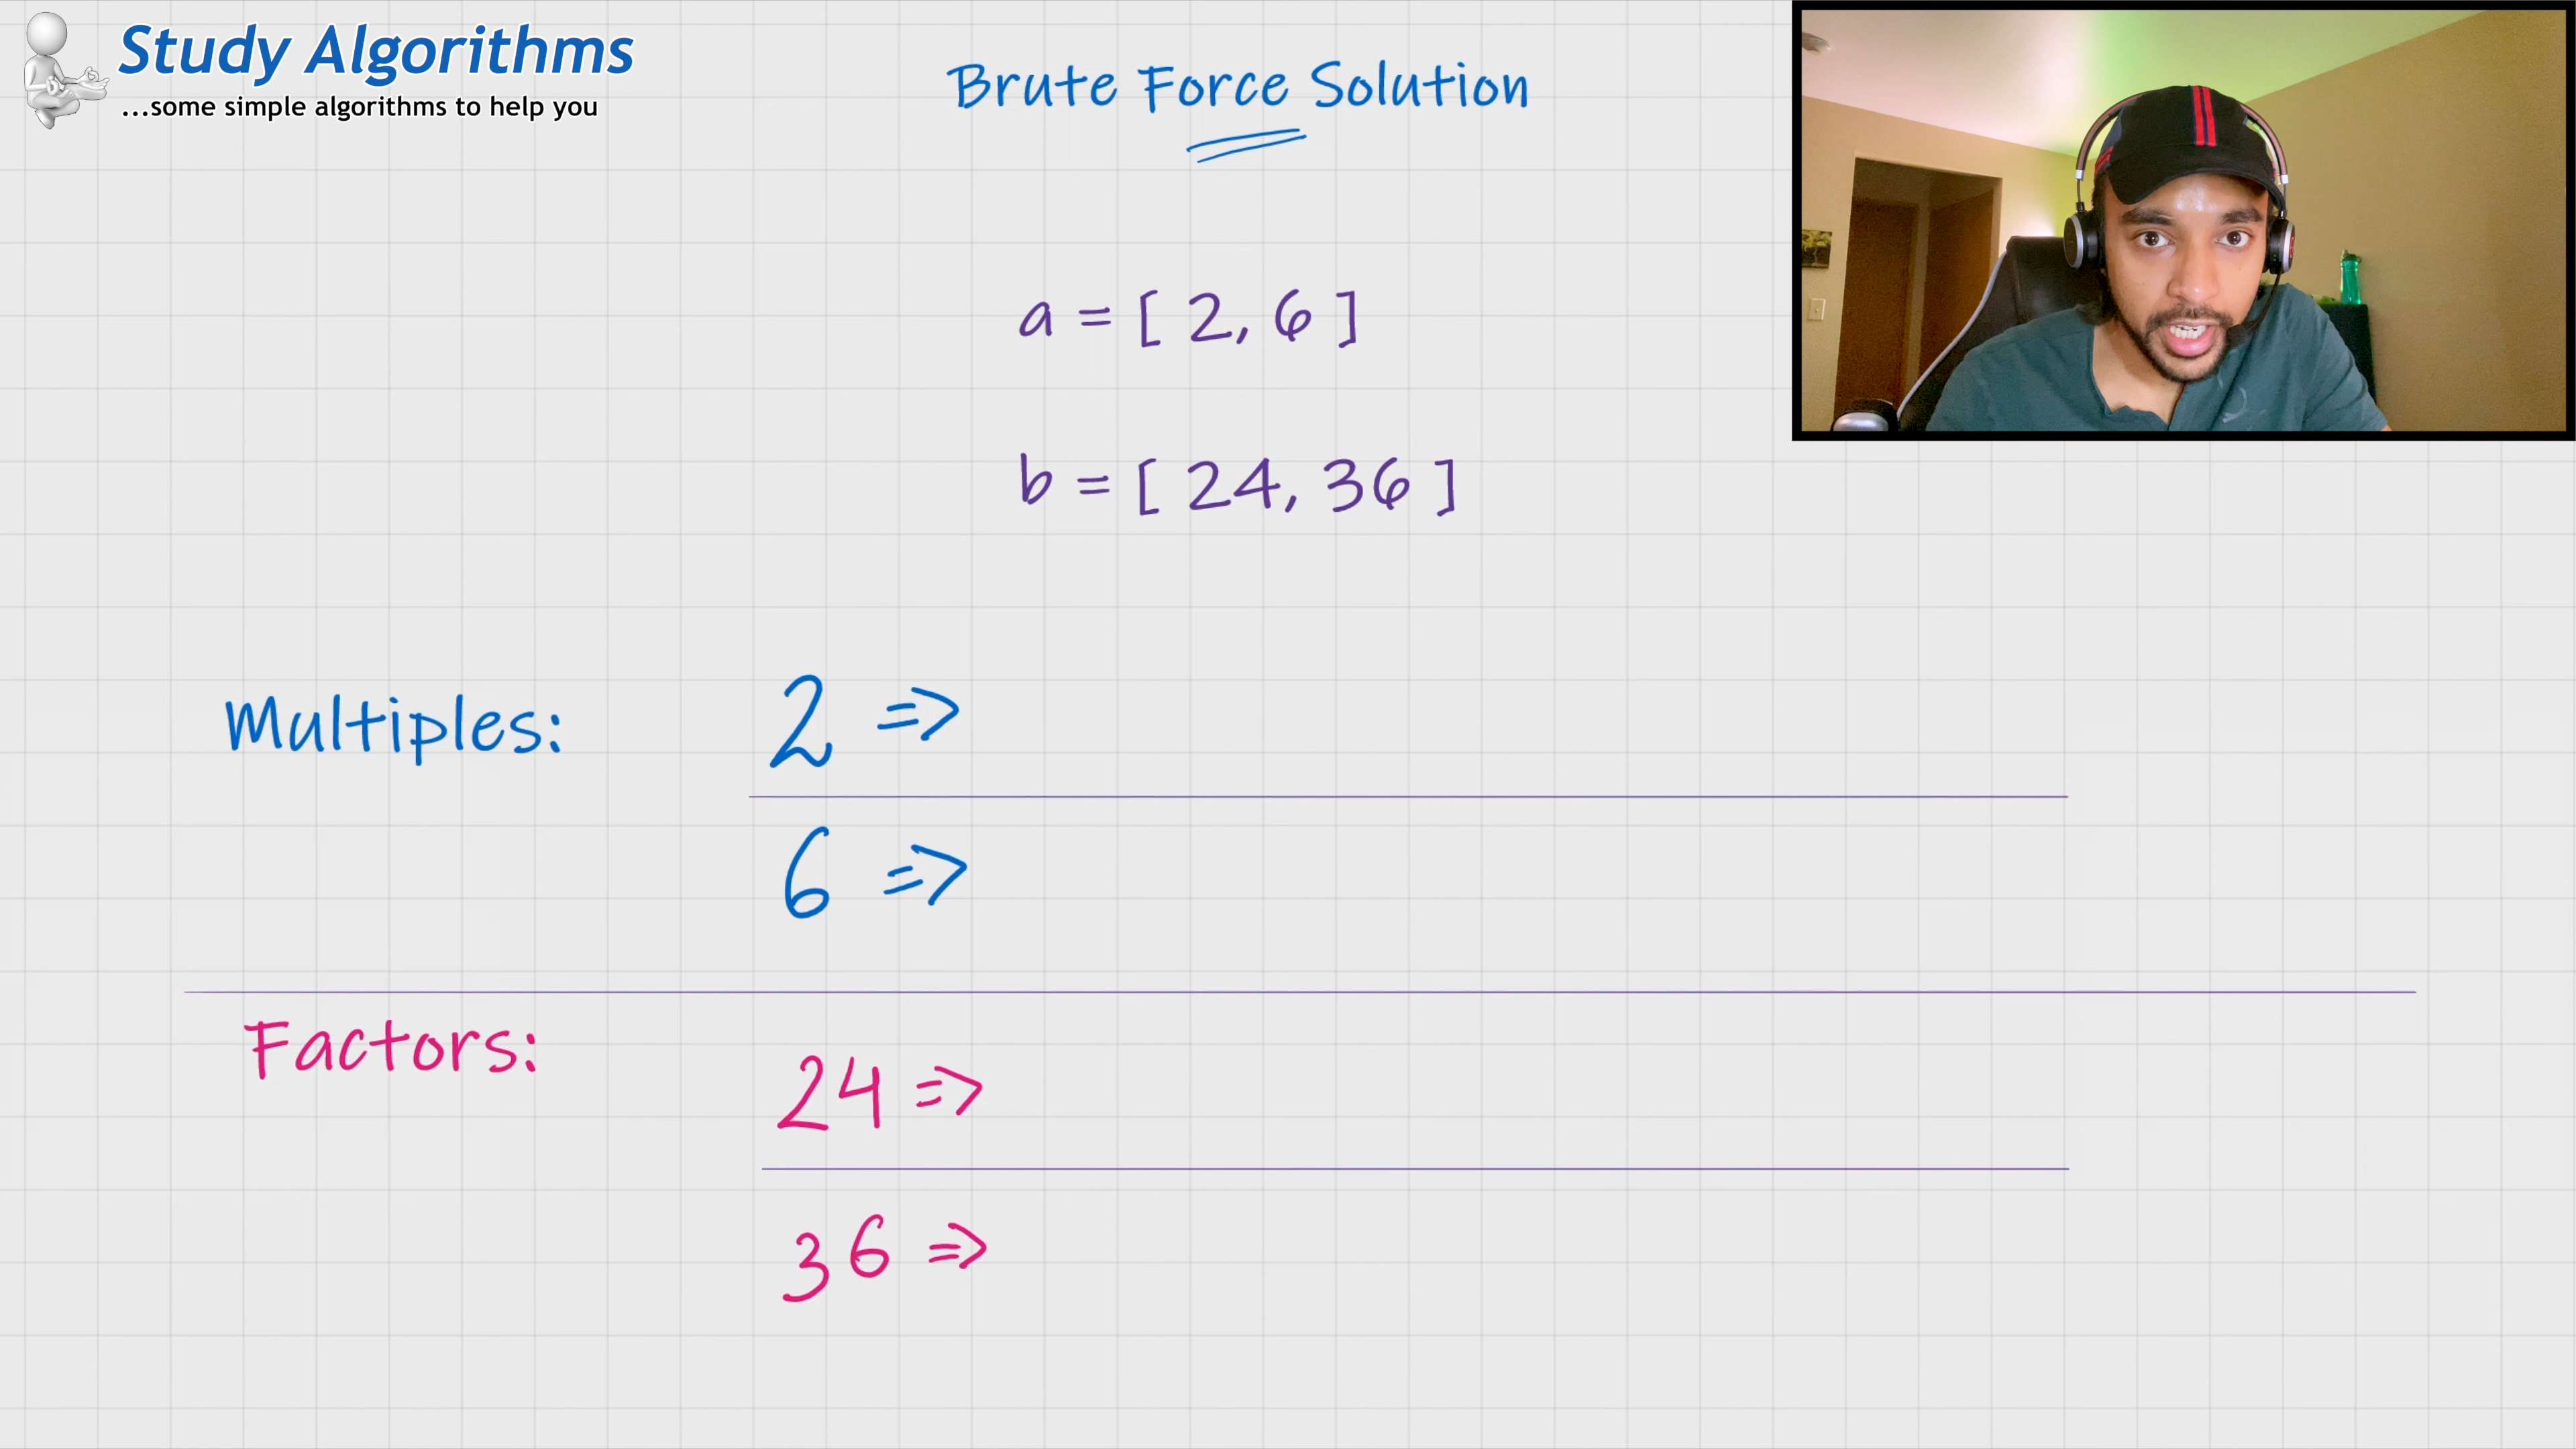 Study Algorithms
...some simple algorithms to help you
Brute Force Solution
a = [ 2, 6 ]
b = [ 24, 36 ]
Multiples:
2 =>
6 =>
Factors:
24 =>
36 =>